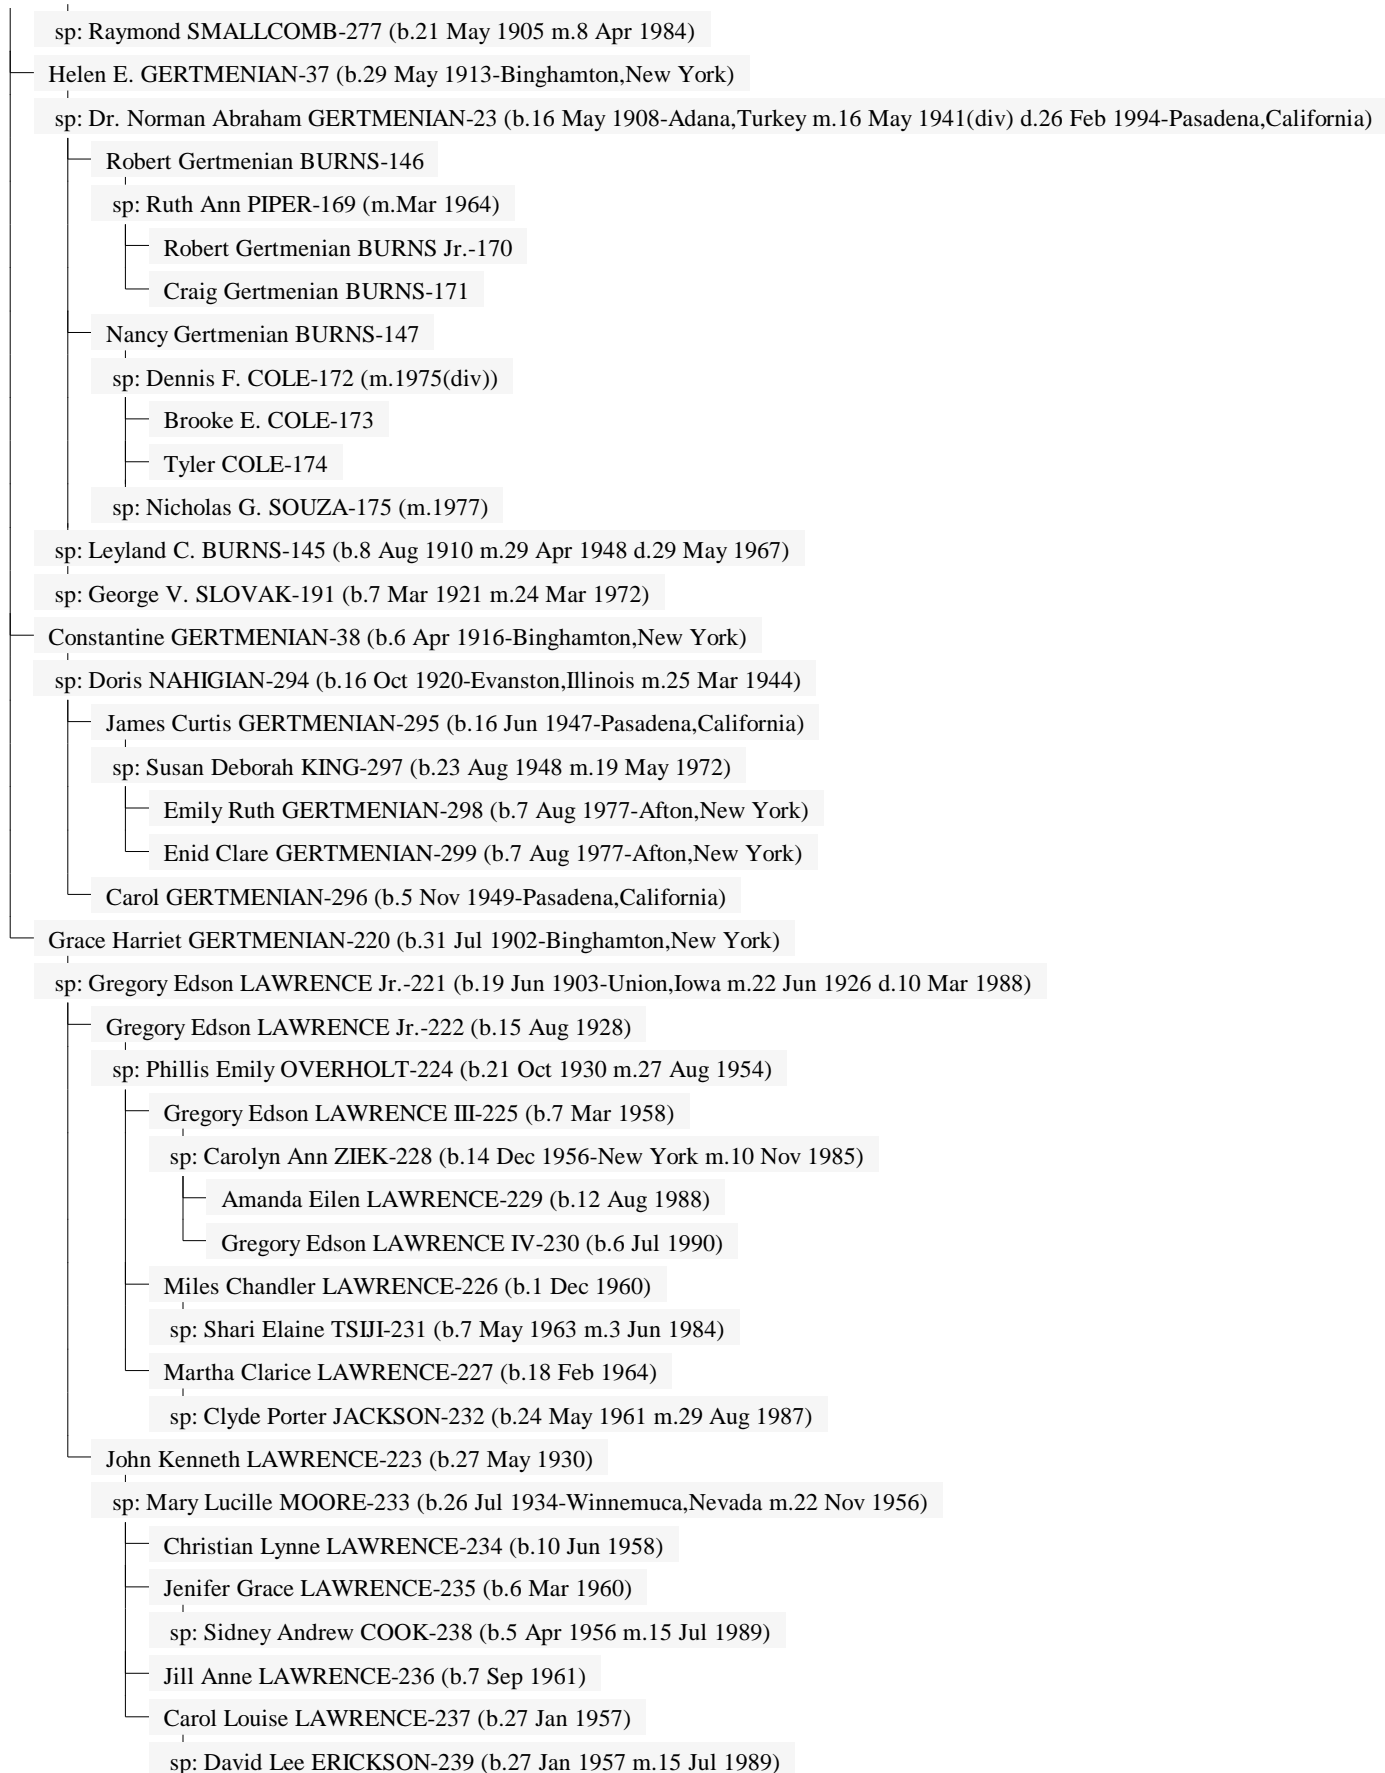 sp: Raymond SMALLCOMB-277 (b.21 May 1905 m.8 Apr 1984)
Helen E. GERTMENIAN-37 (b.29 May 1913-Binghamton,New York)
sp: Dr. Norman Abraham GERTMENIAN-23 (b.16 May 1908-Adana,Turkey m.16 May 1941(div) d.26 Feb 1994-Pasadena,California)
Robert Gertmenian BURNS-146
sp: Ruth Ann PIPER-169 (m.Mar 1964)
Robert Gertmenian BURNS Jr.-170
Craig Gertmenian BURNS-171
Nancy Gertmenian BURNS-147
sp: Dennis F. COLE-172 (m.1975(div))
Brooke E. COLE-173
Tyler COLE-174
sp: Nicholas G. SOUZA-175 (m.1977)
sp: Leyland C. BURNS-145 (b.8 Aug 1910 m.29 Apr 1948 d.29 May 1967)
sp: George V. SLOVAK-191 (b.7 Mar 1921 m.24 Mar 1972)
Constantine GERTMENIAN-38 (b.6 Apr 1916-Binghamton,New York)
sp: Doris NAHIGIAN-294 (b.16 Oct 1920-Evanston,Illinois m.25 Mar 1944)
James Curtis GERTMENIAN-295 (b.16 Jun 1947-Pasadena,California)
sp: Susan Deborah KING-297 (b.23 Aug 1948 m.19 May 1972)
Emily Ruth GERTMENIAN-298 (b.7 Aug 1977-Afton,New York)
Enid Clare GERTMENIAN-299 (b.7 Aug 1977-Afton,New York)
Carol GERTMENIAN-296 (b.5 Nov 1949-Pasadena,California)
Grace Harriet GERTMENIAN-220 (b.31 Jul 1902-Binghamton,New York)
sp: Gregory Edson LAWRENCE Jr.-221 (b.19 Jun 1903-Union,Iowa m.22 Jun 1926 d.10 Mar 1988)
Gregory Edson LAWRENCE Jr.-222 (b.15 Aug 1928)
sp: Phillis Emily OVERHOLT-224 (b.21 Oct 1930 m.27 Aug 1954)
Gregory Edson LAWRENCE III-225 (b.7 Mar 1958)
sp: Carolyn Ann ZIEK-228 (b.14 Dec 1956-New York m.10 Nov 1985)
Amanda Eilen LAWRENCE-229 (b.12 Aug 1988)
Gregory Edson LAWRENCE IV-230 (b.6 Jul 1990)
Miles Chandler LAWRENCE-226 (b.1 Dec 1960)
sp: Shari Elaine TSIJI-231 (b.7 May 1963 m.3 Jun 1984)
Martha Clarice LAWRENCE-227 (b.18 Feb 1964)
sp: Clyde Porter JACKSON-232 (b.24 May 1961 m.29 Aug 1987)
John Kenneth LAWRENCE-223 (b.27 May 1930)
sp: Mary Lucille MOORE-233 (b.26 Jul 1934-Winnemuca,Nevada m.22 Nov 1956)
Christian Lynne LAWRENCE-234 (b.10 Jun 1958)
Jenifer Grace LAWRENCE-235 (b.6 Mar 1960)
sp: Sidney Andrew COOK-238 (b.5 Apr 1956 m.15 Jul 1989)
Jill Anne LAWRENCE-236 (b.7 Sep 1961)
Carol Louise LAWRENCE-237 (b.27 Jan 1957)
sp: David Lee ERICKSON-239 (b.27 Jan 1957 m.15 Jul 1989)